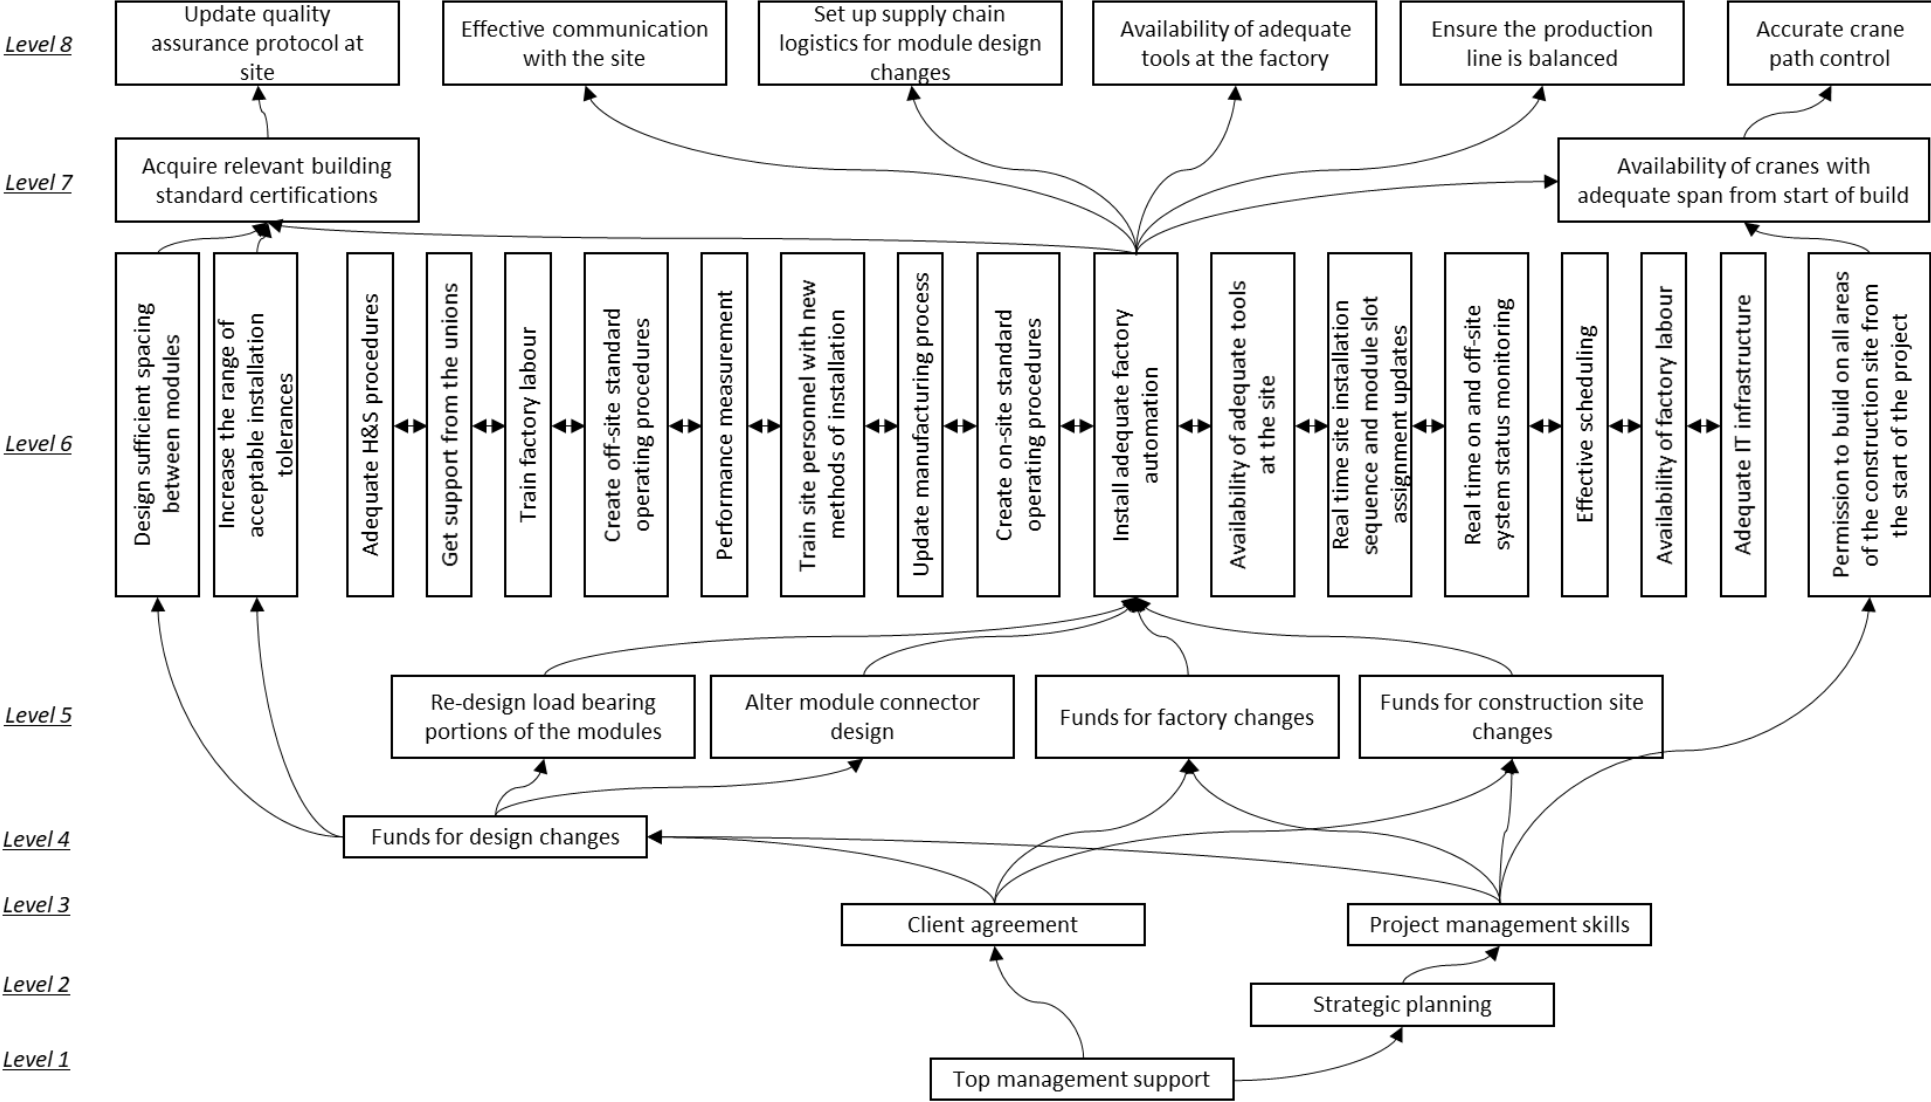 Level 8
Update quality
assurance protocol at
site
Effective communication
with the site
Set up supply chain
logistics for module design
changes
Availability of adequate
tools at the factory
Ensure the production
line is balanced
Accurate crane
path control
Level 7
Acquire relevant building
standard certifications
Availability of cranes with
adequate span from start of build
Level 6
Design sufficient spacing
between modules
Increase the range of
acceptable installation
tolerances
Adequate H&S procedures
Get support from the unions
Train factory labour
Create off-site standard
operating procedures
Performance measurement
Train site personnel with new
methods of installation
Update manufacturing process
Create on-site standard
operating procedures
Install adequate factory
automation
Availability of adequate tools
at the site
Real time site installation
sequence and module slot
assignment updates
Real time on and off-site
system status monitoring
Effective scheduling
Availability of factory labour
Adequate IT infrastructure
Permission to build on all areas
of the construction site from
the start of the project
Level 5
Re-design load bearing
portions of the modules
Alter module connector
design
Funds for factory changes
Funds for construction site
changes
Level 4
Funds for design changes
Level 3
Client agreement
Project management skills
Level 2
Strategic planning
Level 1
Top management support